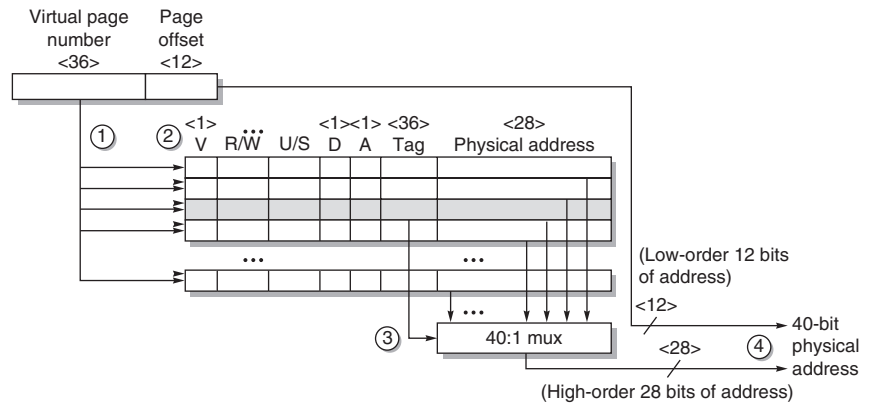 Virtual page
number
<36>
Page
offset
<12>
1
2
<1> ••• <1><1> <36> <28>
V R/W U/S D A Tag Physical address
••• •••
(Low-order 12 bits
of address)
•••
<12>
3
40:1 mux
<28>
4
40-bit
physical
address
(High-order 28 bits of address)